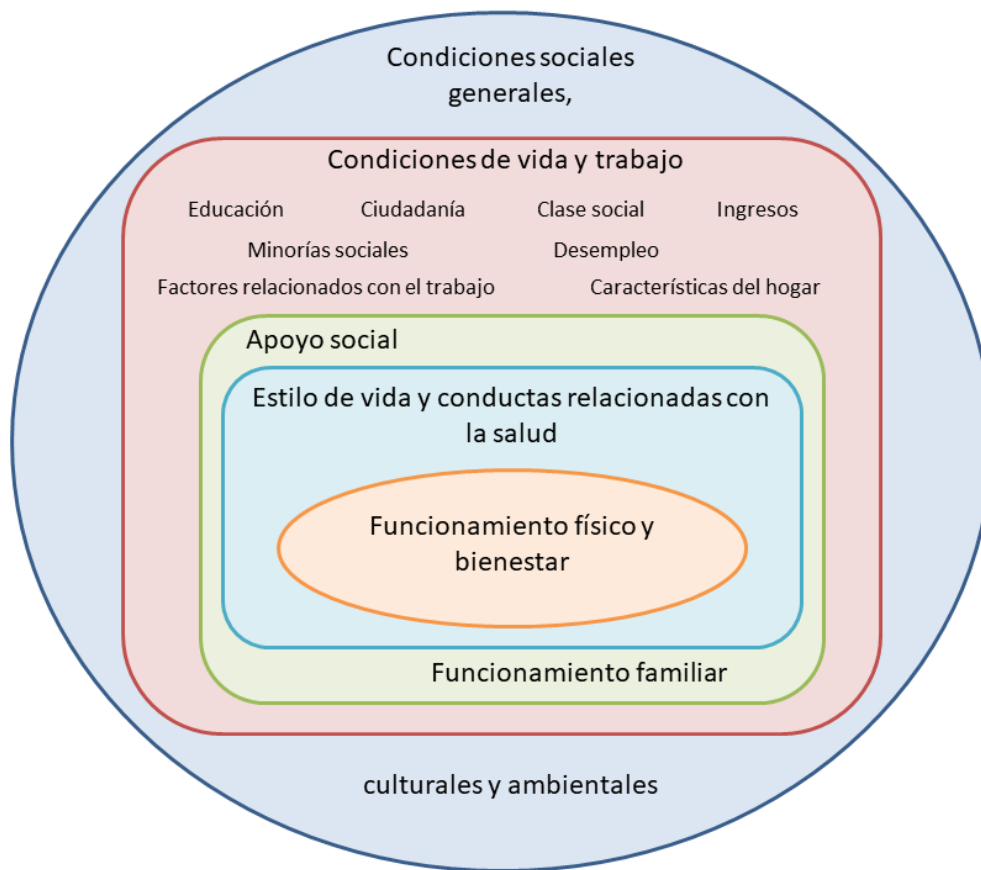 Condiciones sociales
generales,
Condiciones de vida y trabajo
Educación Ciudadanía Clase social Ingresos
Minorías sociales Desempleo
Factores relacionados con el trabajo Características del hogar
Apoyo social
Estilo de vida y conductas relacionadas con
la salud
Funcionamiento físico y
bienestar
Funcionamiento familiar
culturales y ambientales